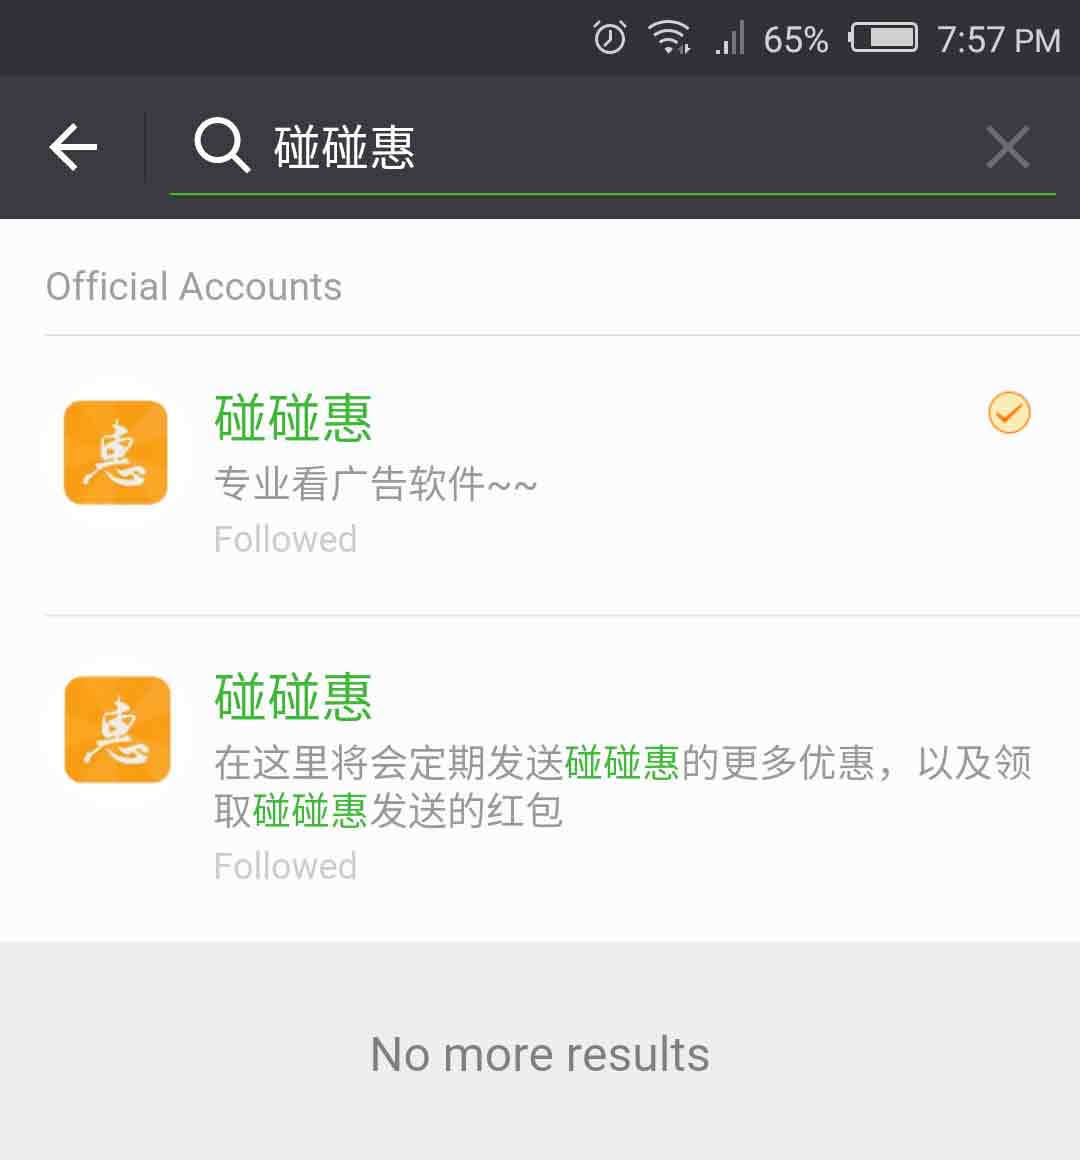 65% 7:57 PM
碰碰惠
Official Accounts
惠
碰碰惠
专业看广告软件~~
Followed
惠
碰碰惠
在这里将会定期发送碰碰惠的更多优惠，以及领
取碰碰惠发送的红包
Followed
No more results